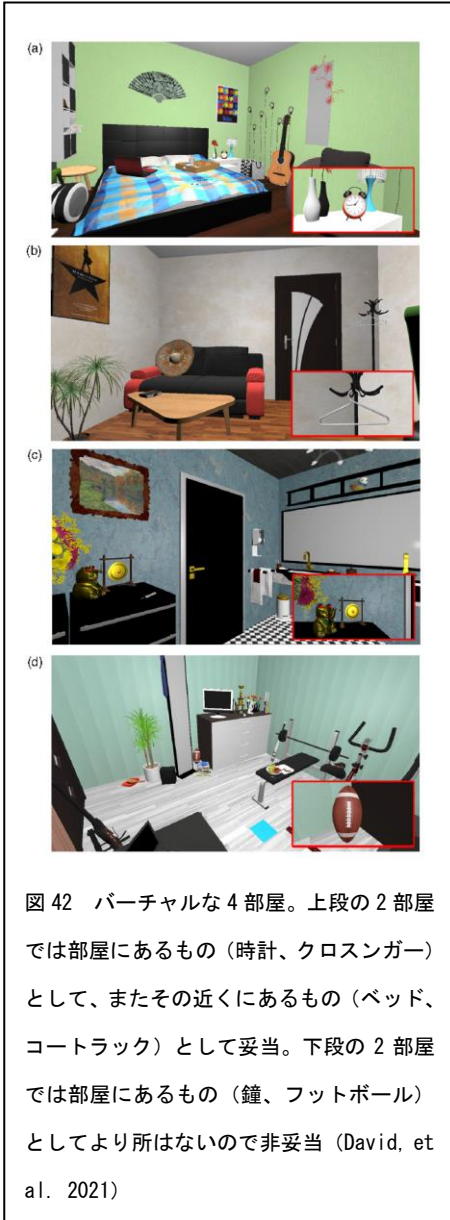 (a)
(b)
(c)
(d)
図 42 バーチャルな 4 部屋。上段の 2 部屋
では部屋にあるもの（時計、クロスンガー）
として、またその近くにあるもの（ベッド、
コートラック）として妥当。下段の 2 部屋
では部屋にあるもの（鐘、フットボール）
としてより所はないので非妥当（David, et
al. 2021）